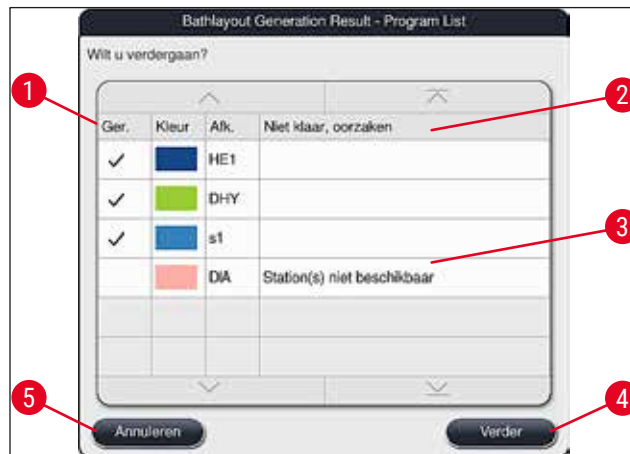 Bathlayout Generation Result - Program List
Wilt u verdergaan?
1
2
Ger. Kleur Afk. Niet klaar, oorzaken
HE1
DHY
3
s1
DIA Station(s) niet beschikbaar
5
4
Annuleren Verder